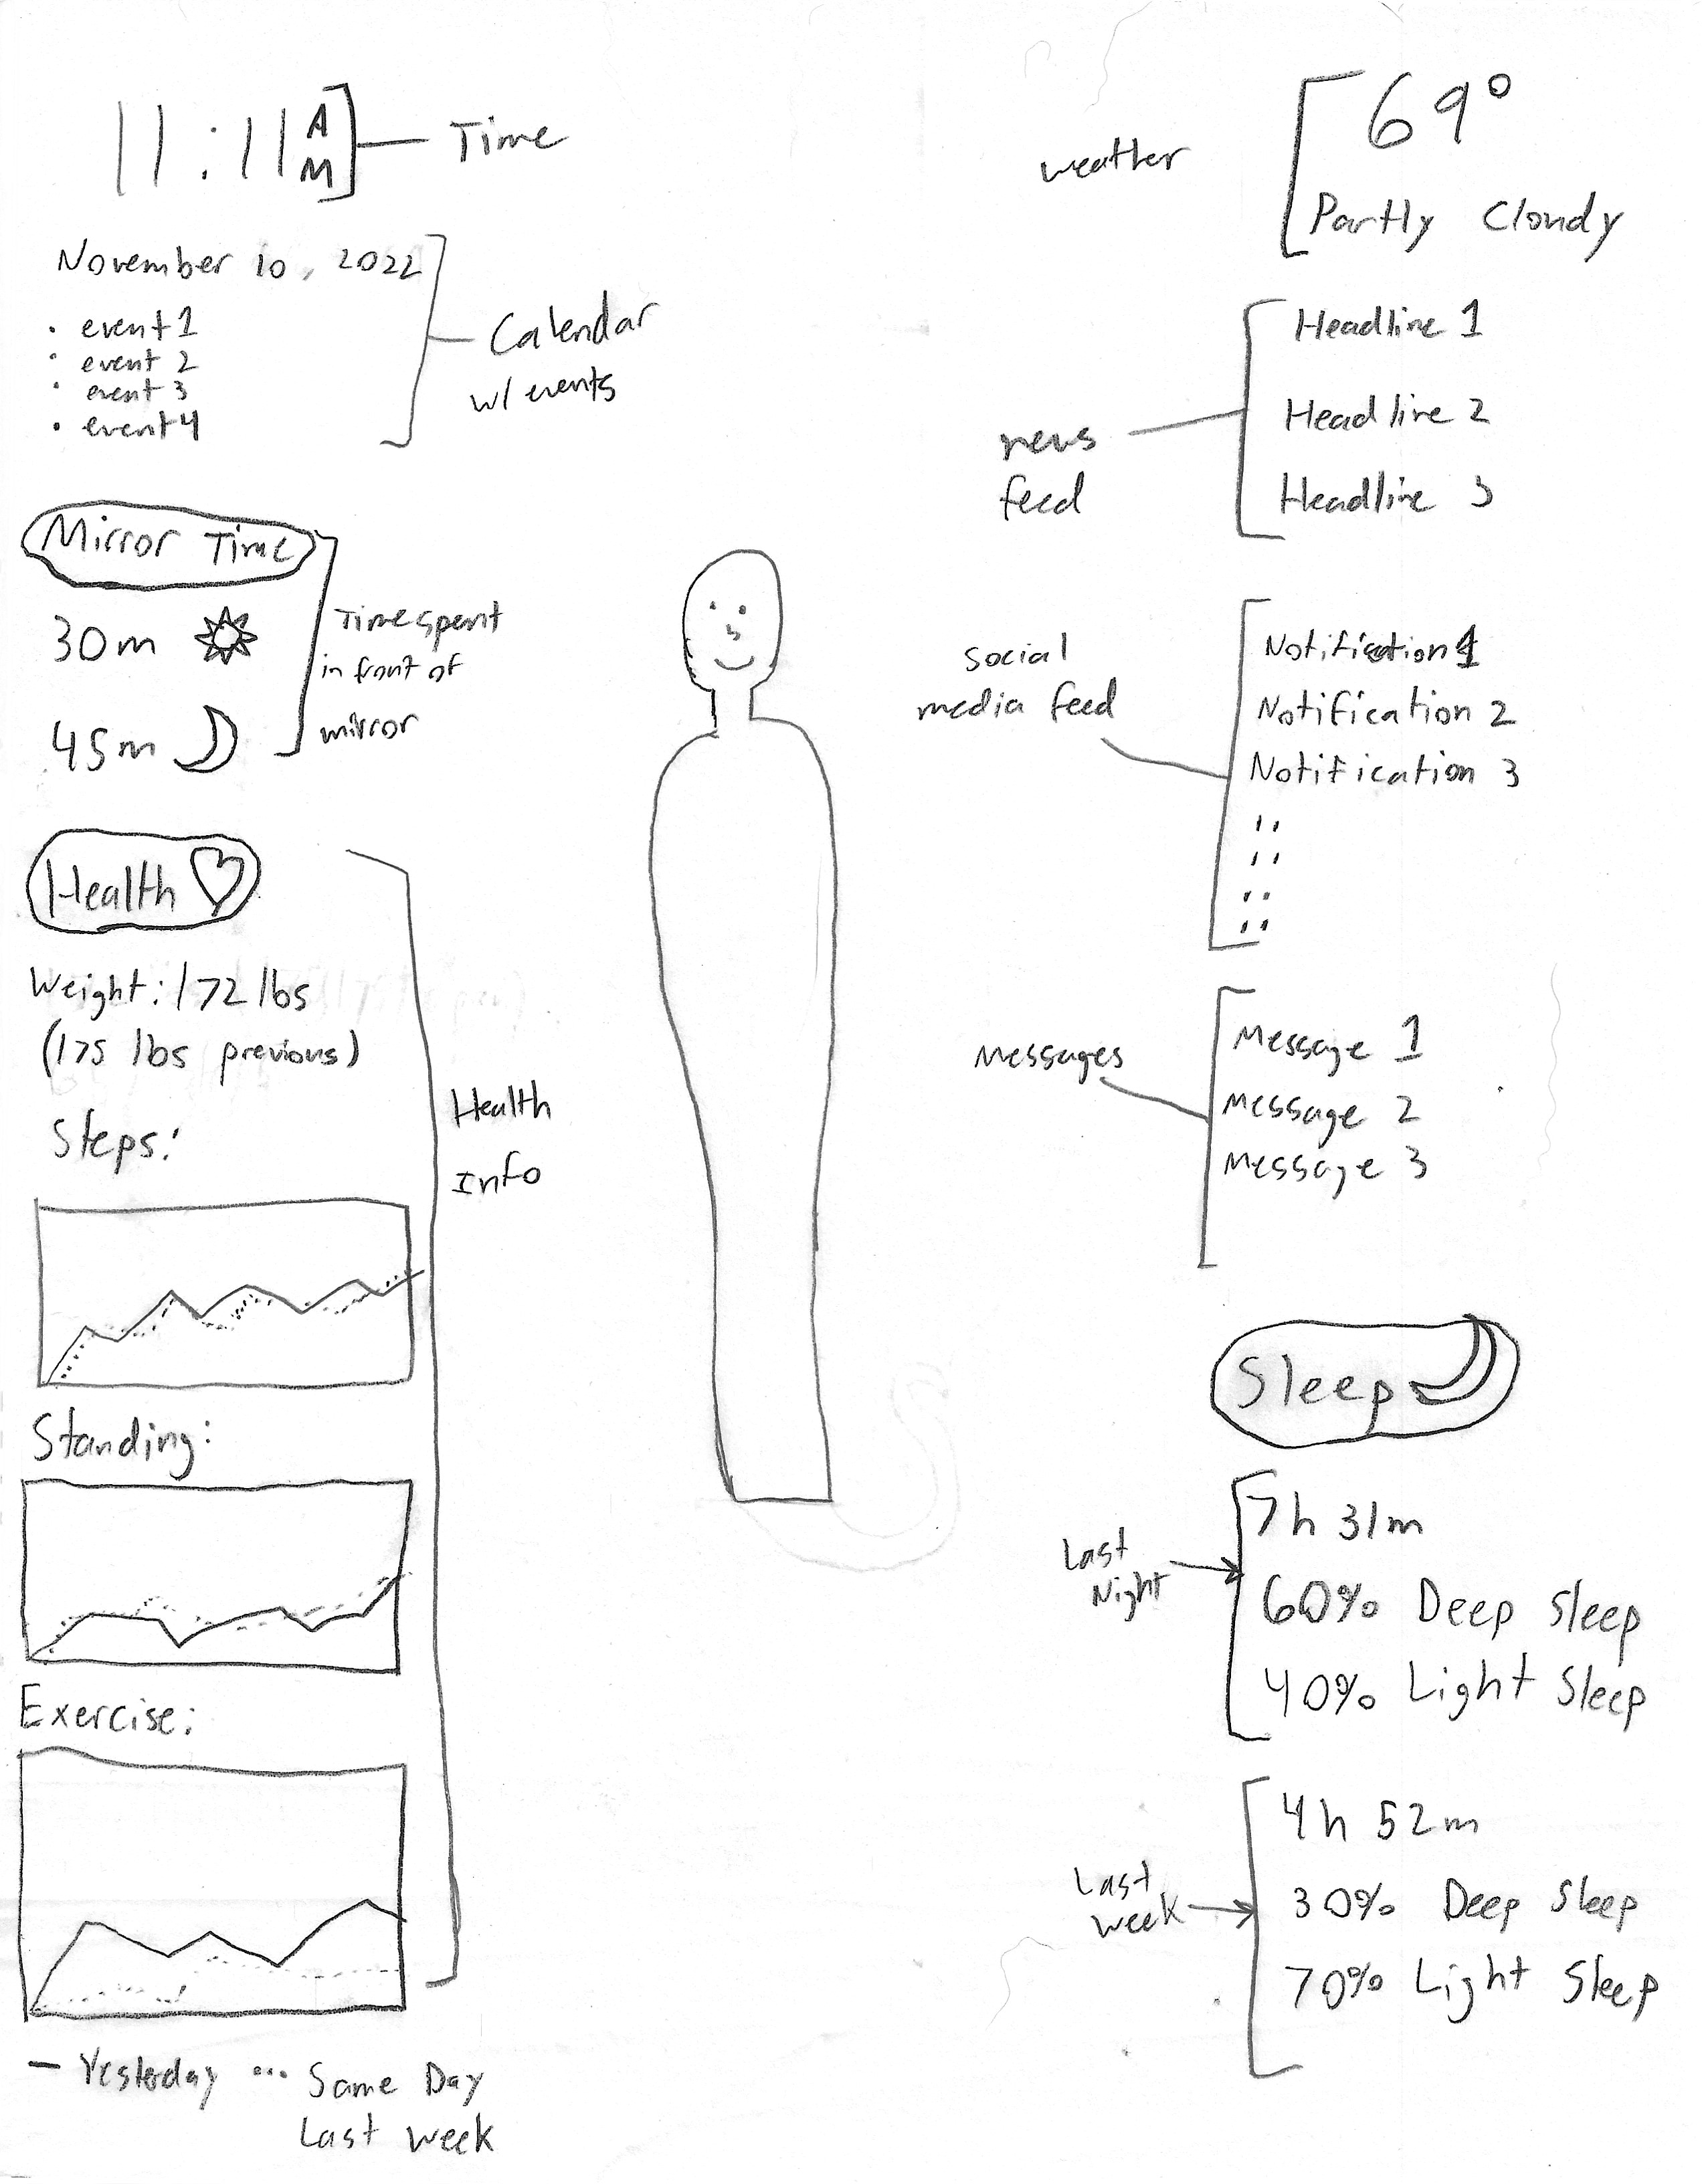 11:11 AM
Time
November 10, 2022
• event 1
• event 2
• event 3
• event 4
Calendar
w/ events
Mirror Time
30m
45m
Time spent
in front of
mirror
Health
Weight: 172 lbs
(175 lbs previous)
Steps:
Standing:
Exercise:
Health
Info
— Yesterday ... Same Day
Last week
weather
69°
Partly Cloudy
news
feed
Headline 1
Headline 2
Headline 3
social
media feed
Notification 1
Notification 2
Notification 3
Messages
Message 1
Message 2
Message 3
Sleep
Last
Night
7h 31m
60% Deep Sleep
40% Light Sleep
Last
week
4h 52m
30% Deep Sleep
70% Light Sleep